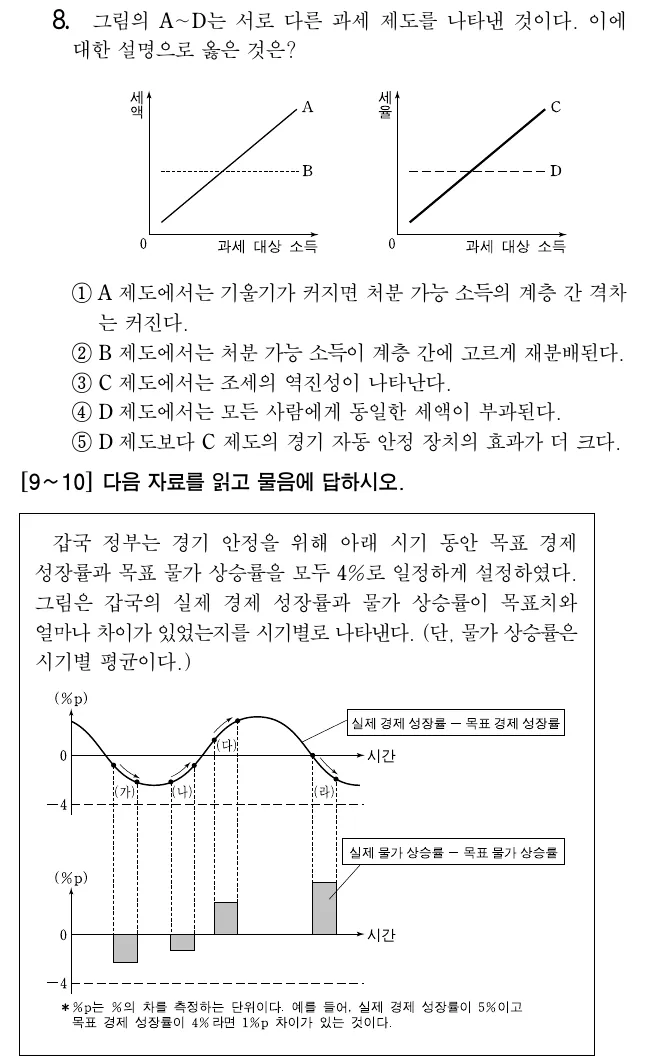 8. 그림의 A~D는 서로 다른 과세 제도를 나타낸 것이다. 이에
대한 설명으로 옳은 것은?
세액
A
B
0
과세 대상 소득
세율
C
D
0
과세 대상 소득
① A 제도에서는 기울기가 커지면 처분 가능 소득의 계층 간 격차
는 커진다.
② B 제도에서는 처분 가능 소득이 계층 간에 고르게 재분배된다.
③ C 제도에서는 조세의 역진성이 나타난다.
④ D 제도에서는 모든 사람에게 동일한 세액이 부과된다.
⑤ D 제도보다 C 제도의 경기 자동 안정 장치의 효과가 더 크다.
[9~10] 다음 자료를 읽고 물음에 답하시오.
갑국 정부는 경기 안정을 위해 아래 시기 동안 목표 경제
성장률과 목표 물가 상승률을 모두 4%로 일정하게 설정하였다.
그림은 갑국의 실제 경제 성장률과 물가 상승률이 목표치와
얼마나 차이가 있었는지를 시기별로 나타낸다. (단, 물가 상승률은
시기별 평균이다.)
(%p)
실제 경제 성장률 － 목표 경제 성장률
(다)
0
시간
(가)
(나)
(라)
－4
실제 물가 상승률 － 목표 물가 상승률
(%p)
0
시간
－4
＊%p는 %의 차를 측정하는 단위이다. 예를 들어, 실제 경제 성장률이 5%이고
목표 경제 성장률이 4%라면 1%p 차이가 있는 것이다.